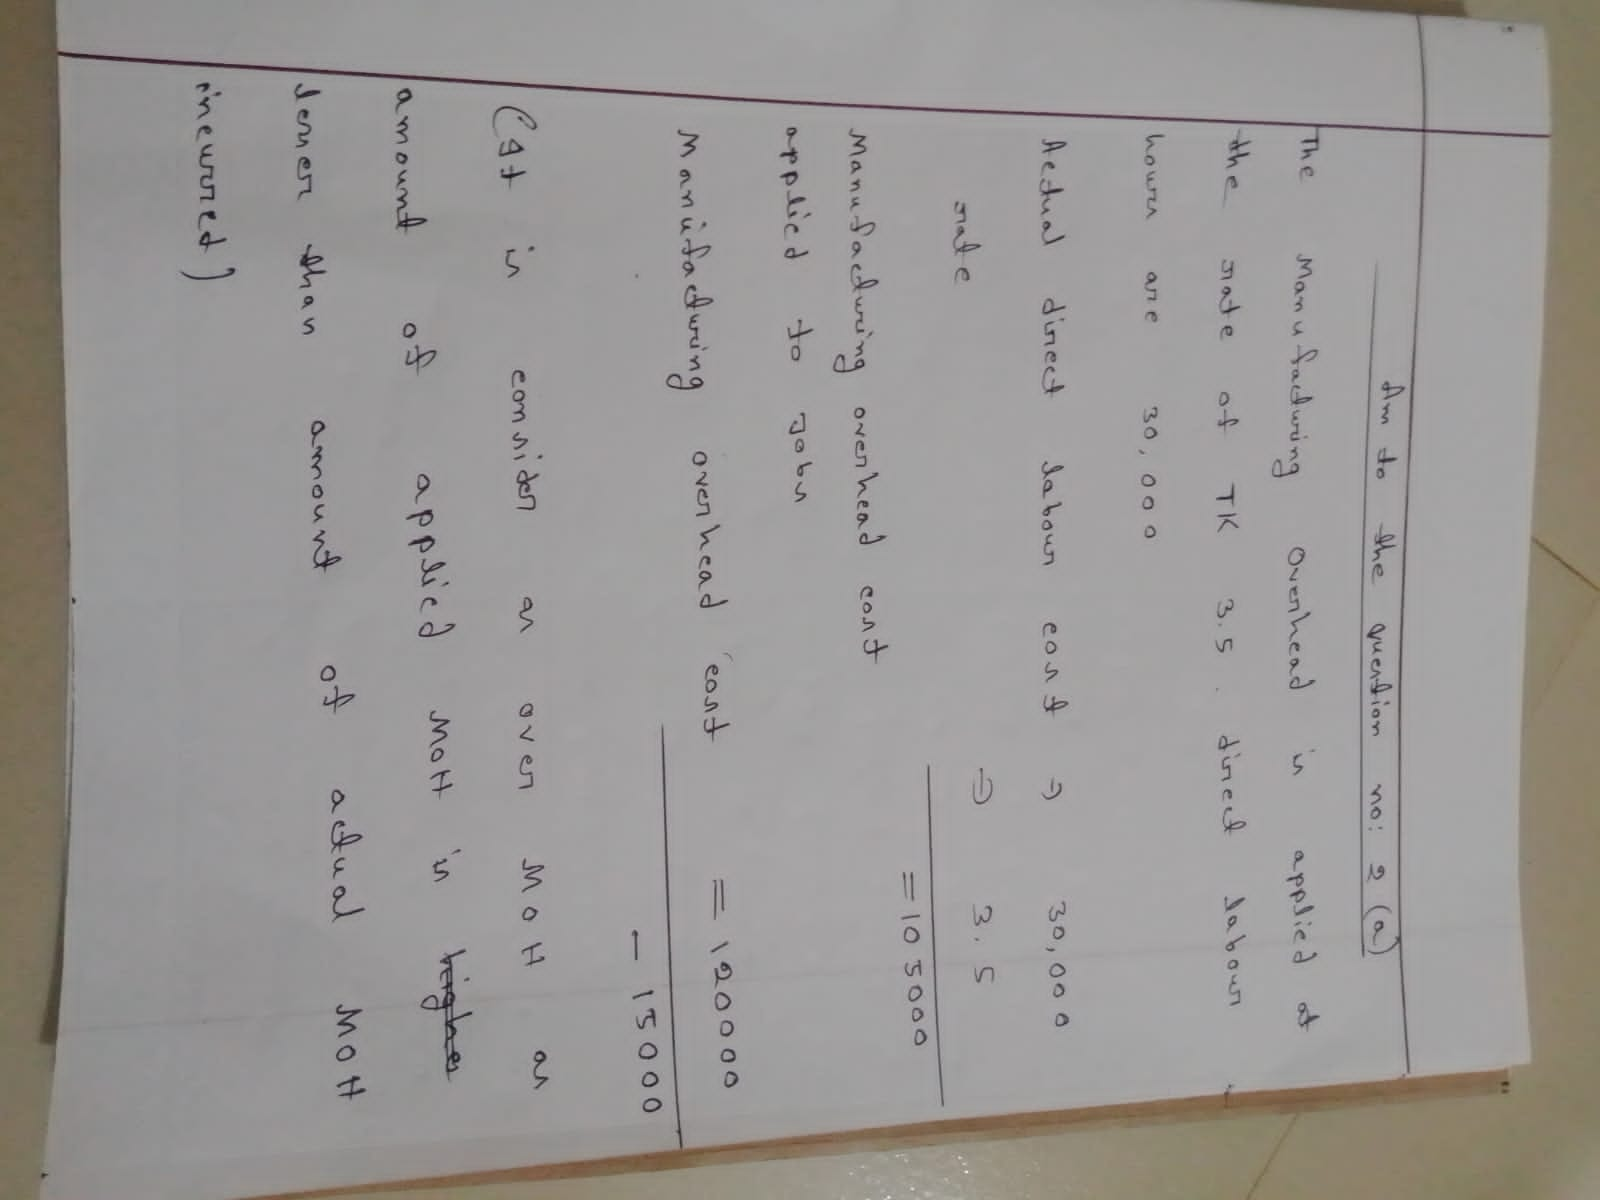 Ans to the question no: 2 (a)
The Manufacturing Overhead is applied at
the rate of TK 3.5. direct labour
hours are 30,000
Actual direct labour cost ⇒ 30,000
rate ⇒ 3.5
= 105000
Manufacturing overhead cost
applied to Jobs
Manufacturing overhead cost = 120000
- 15000
(It is consider as over MOH as
amount of applied MOH is
lesser than amount of actual MOH
incurred)